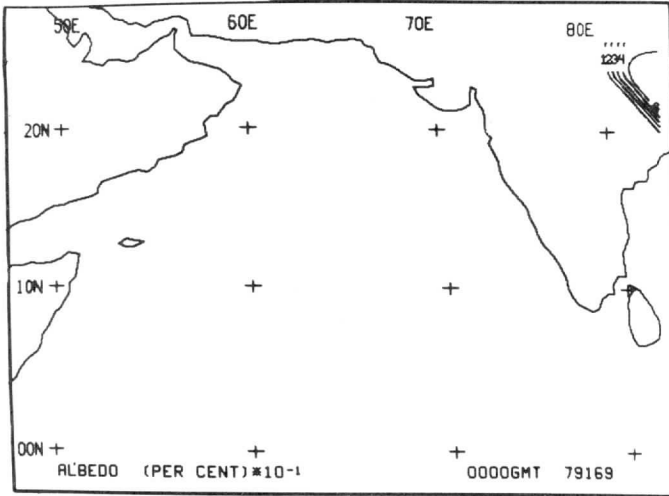 50E 60E 70E 80E
1234
20N
10N
00N
ALBEDO (PER CENT)*10-1 0000GMT 79169